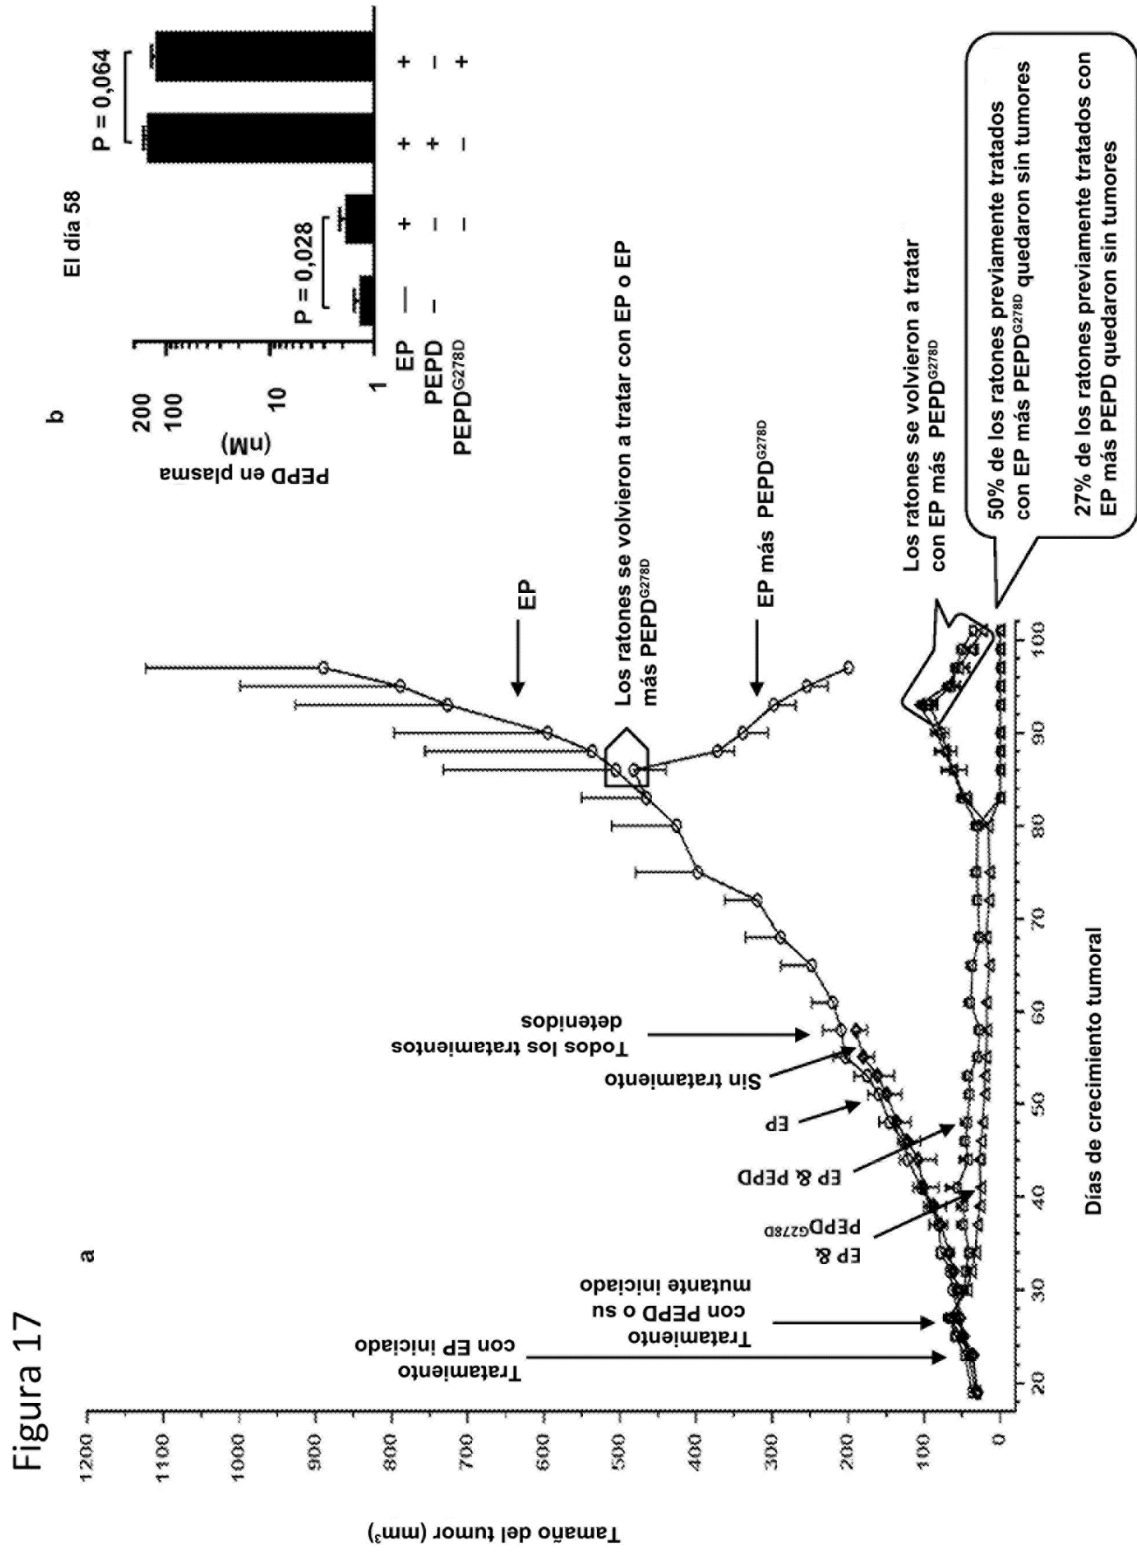 Figura 17
a
Tamaño del tumor (mm³)
1200
1100
1000
900
800
700
600
500
400
300
200
100
0
20
30
40
50
60
70
80
90
100
Días de crecimiento tumoral
Tratamiento
con EP iniciado
Tratamiento
con PEPD o su
mutante iniciado
EP &
PEPDG278D
EP & PEPD
EP
Sin tratamiento
Todos los tratamientos
detenidos
EP
Los ratones se volvieron a tratar con EP o EP
más PEPDG278D
EP más PEPDG278D
Los ratones se volvieron a tratar
con EP más PEPDG278D
50% de los ratones previamente tratados
con EP más PEPDG278D quedaron sin tumores
27% de los ratones previamente tratados con
EP más PEPD quedaron sin tumores
b
El día 58
PEPD en plasma
(nM)
200
100
10
1
P = 0,028
P = 0,064
EP — + + +
PEPD – – + –
PEPDG278D – – +